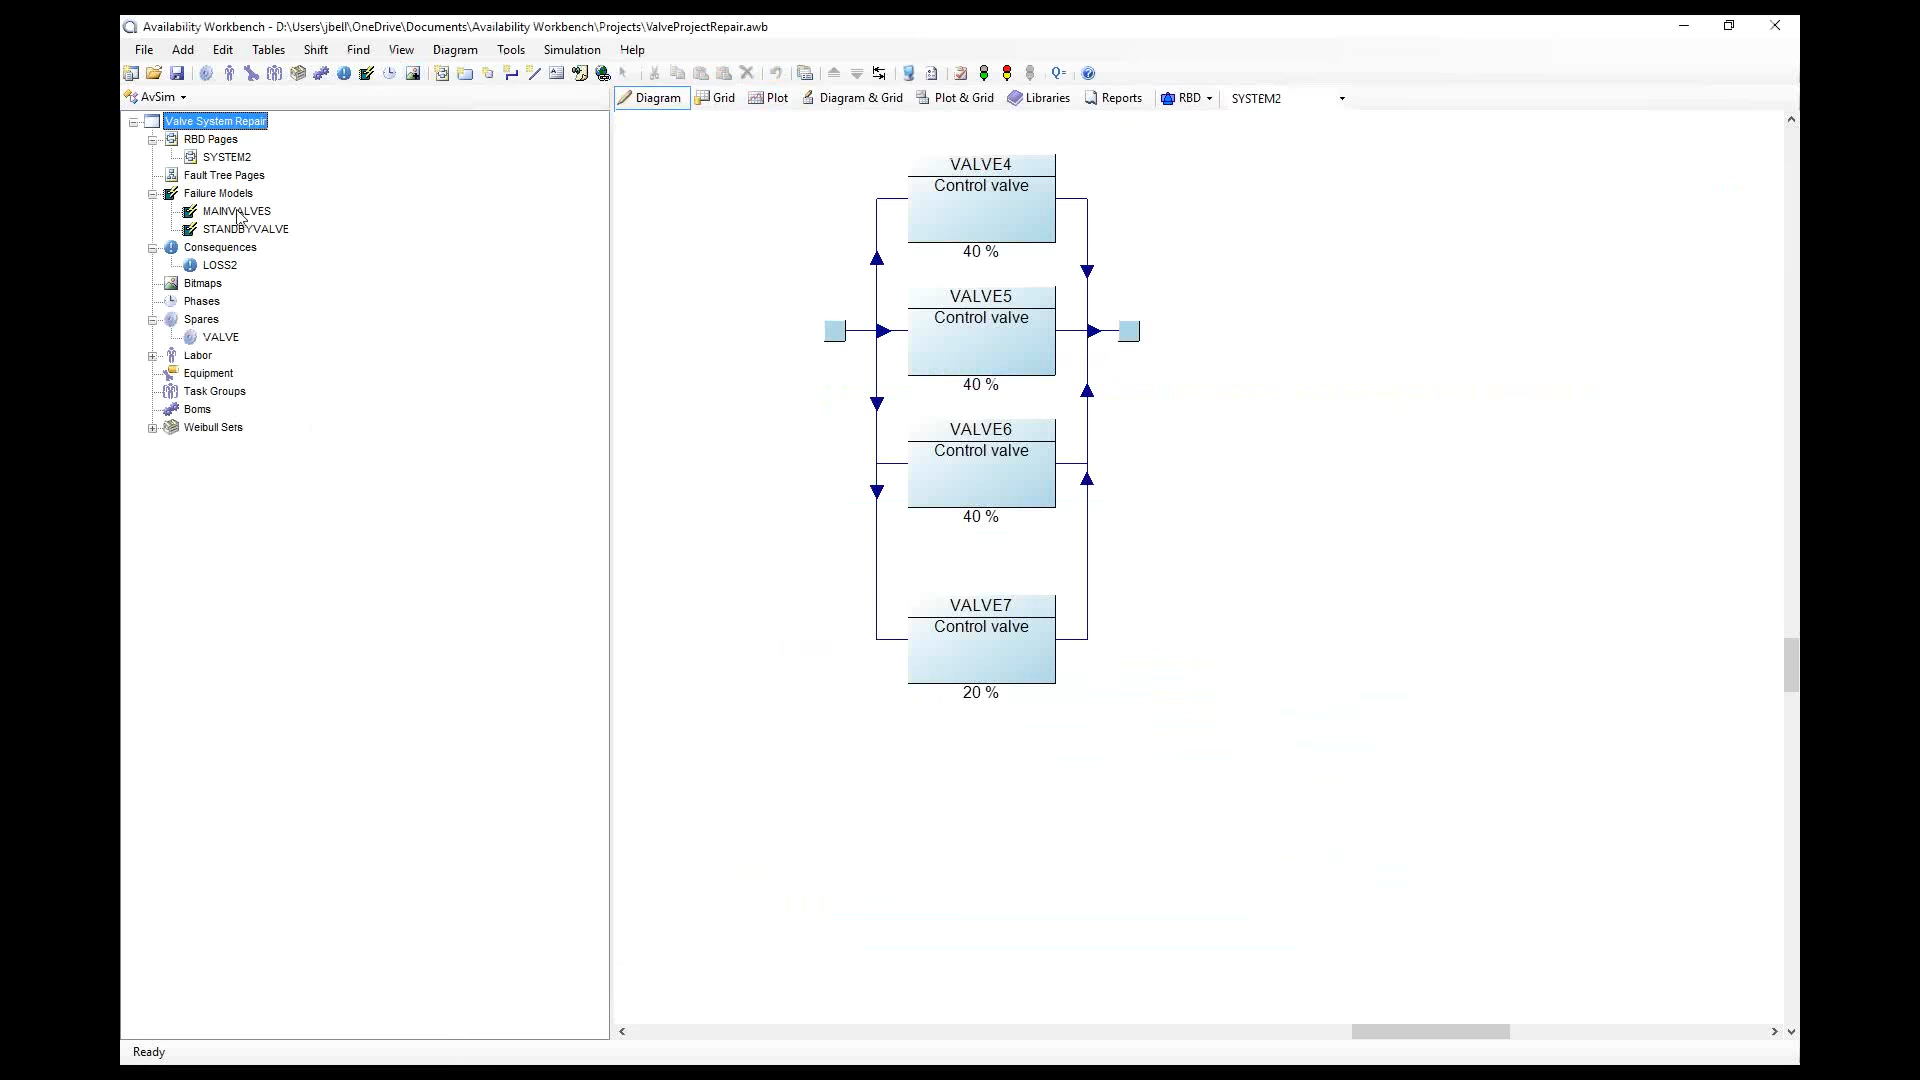 Availability Workbench - D:\Users\jbell\OneDrive\Documents\Availability Workbench\Projects\ValveProjectRepair.awb
File Add Edit Tables Shift Find View Diagram Tools Simulation Help
AvSim
Diagram Grid Plot Diagram & Grid Plot & Grid Libraries Reports RBD SYSTEM2
Valve System Repair
RBD Pages
SYSTEM2
Fault Tree Pages
Failure Models
MAINVALVES
STANDBYVALVE
Consequences
LOSS2
Bitmaps
Phases
Spares
VALVE
Labor
Equipment
Task Groups
Boms
Weibull Sets
VALVE4
Control valve
40 %
VALVE5
Control valve
40 %
VALVE6
Control valve
40 %
VALVE7
Control valve
20 %
Ready